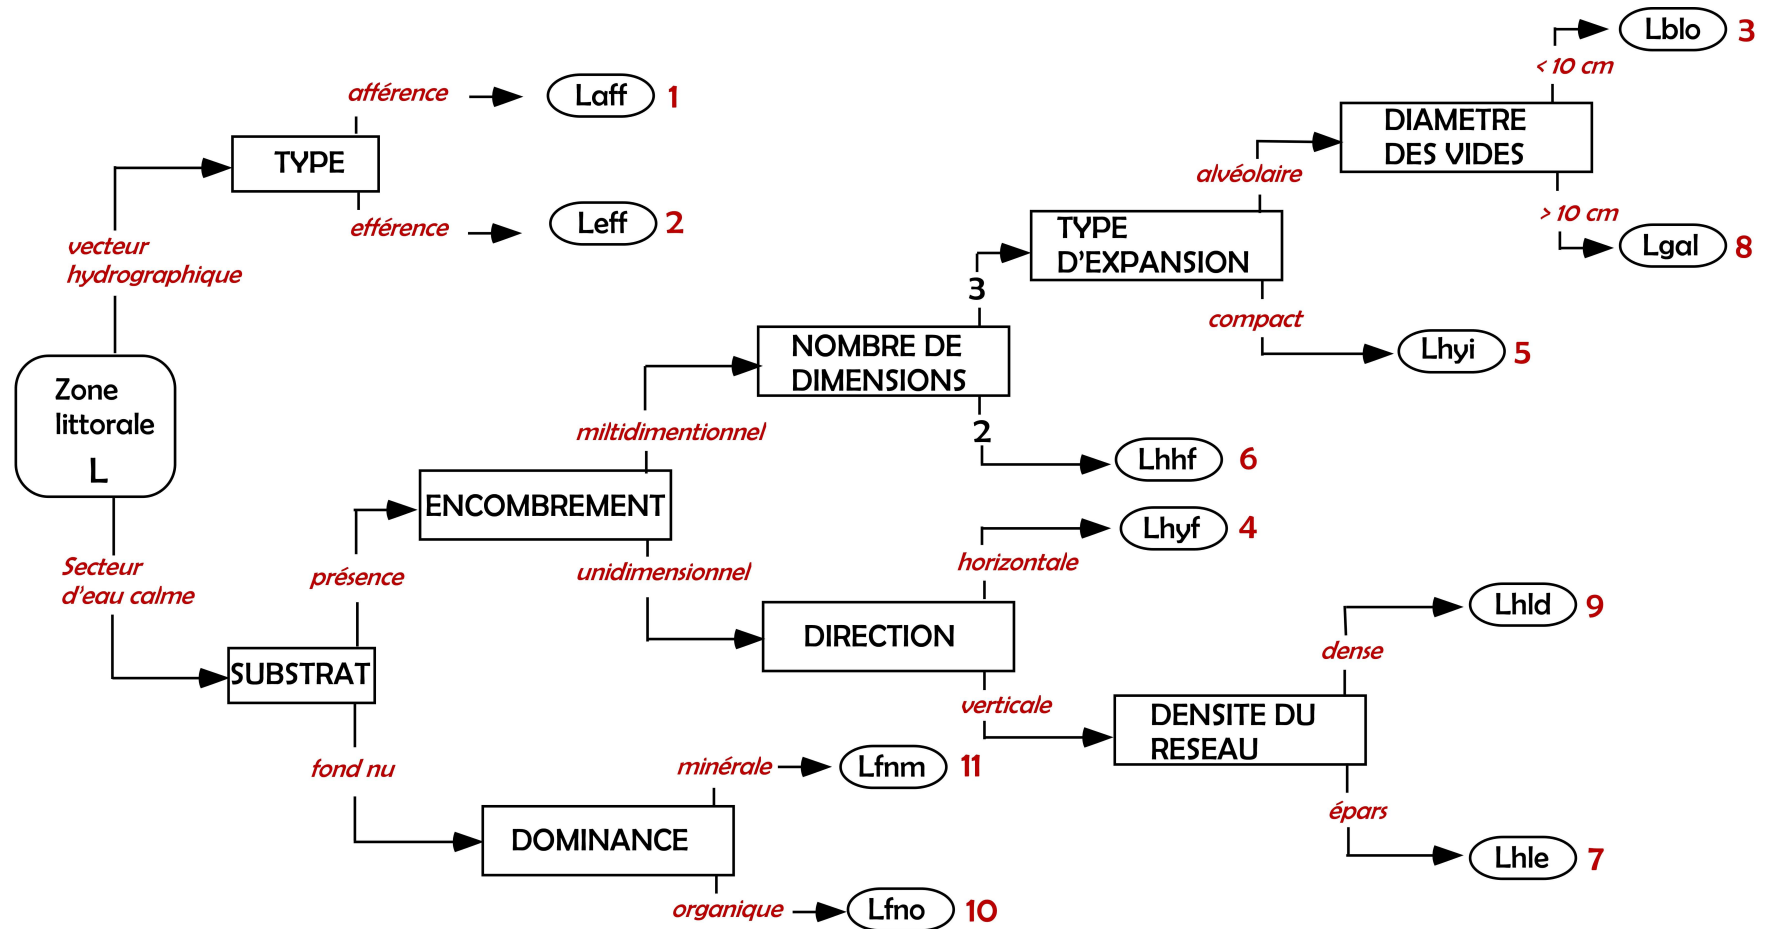 Lblo 3
< 10 cm
afférence
Laff 1
DIAMETRE
DES VIDES
TYPE
alvéolaire
> 10 cm
efférence
Leff 2
TYPE
D'EXPANSION
Lgal 8
vecteur
hydrographique
3
compact
NOMBRE DE
DIMENSIONS
Lhyi 5
Zone
littorale
L
miltidimentionnel
2
Lhhf 6
ENCOMBREMENT
Lhyf 4
Secteur
d'eau calme
présence
unidimensionnel
horizontale
Lhld 9
DIRECTION
dense
SUBSTRAT
verticale
DENSITE DU
RESEAU
fond nu
minérale
Lfnm 11
épars
DOMINANCE
Lhle 7
organique
Lfno 10